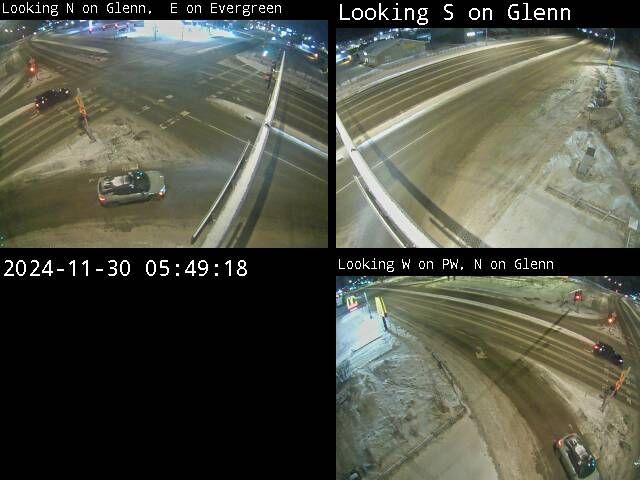 Looking N on Glenn, E on Evergreen
Looking S on Glenn
2024-11-30 05:49:18
Looking W on PW, N on Glenn